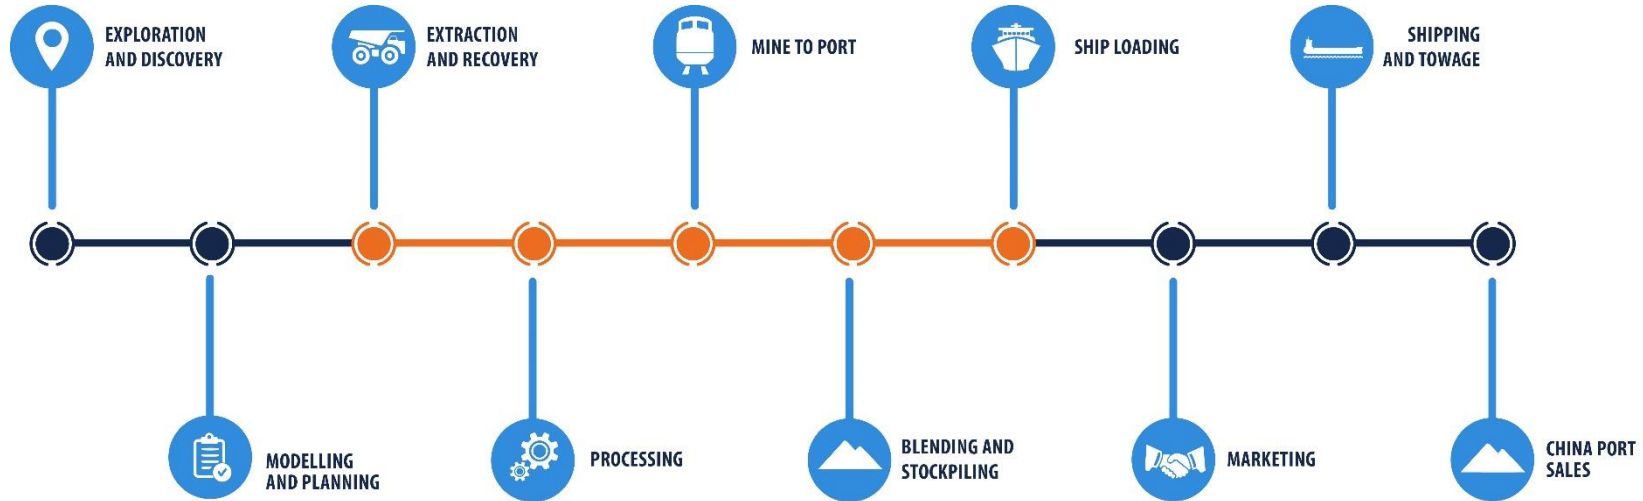 EXPLORATION
AND DISCOVERY
EXTRACTION
AND RECOVERY
MINE TO PORT
SHIP LOADING
SHIPPING
AND TOWAGE
MODELLING
AND PLANNING
PROCESSING
BLENDING AND
STOCKPILING
MARKETING
CHINA PORT
SALES